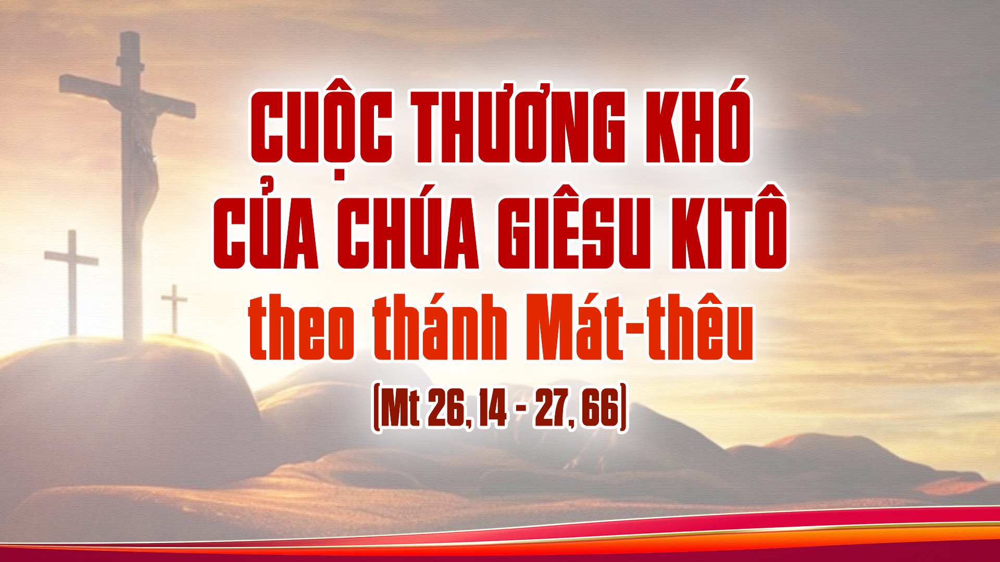 CUỘC THƯƠNG KHÓ
CỦA CHÚA GIÊSU KITÔ
theo thánh Mát-thêu
(Mt 26, 14 - 27, 66)